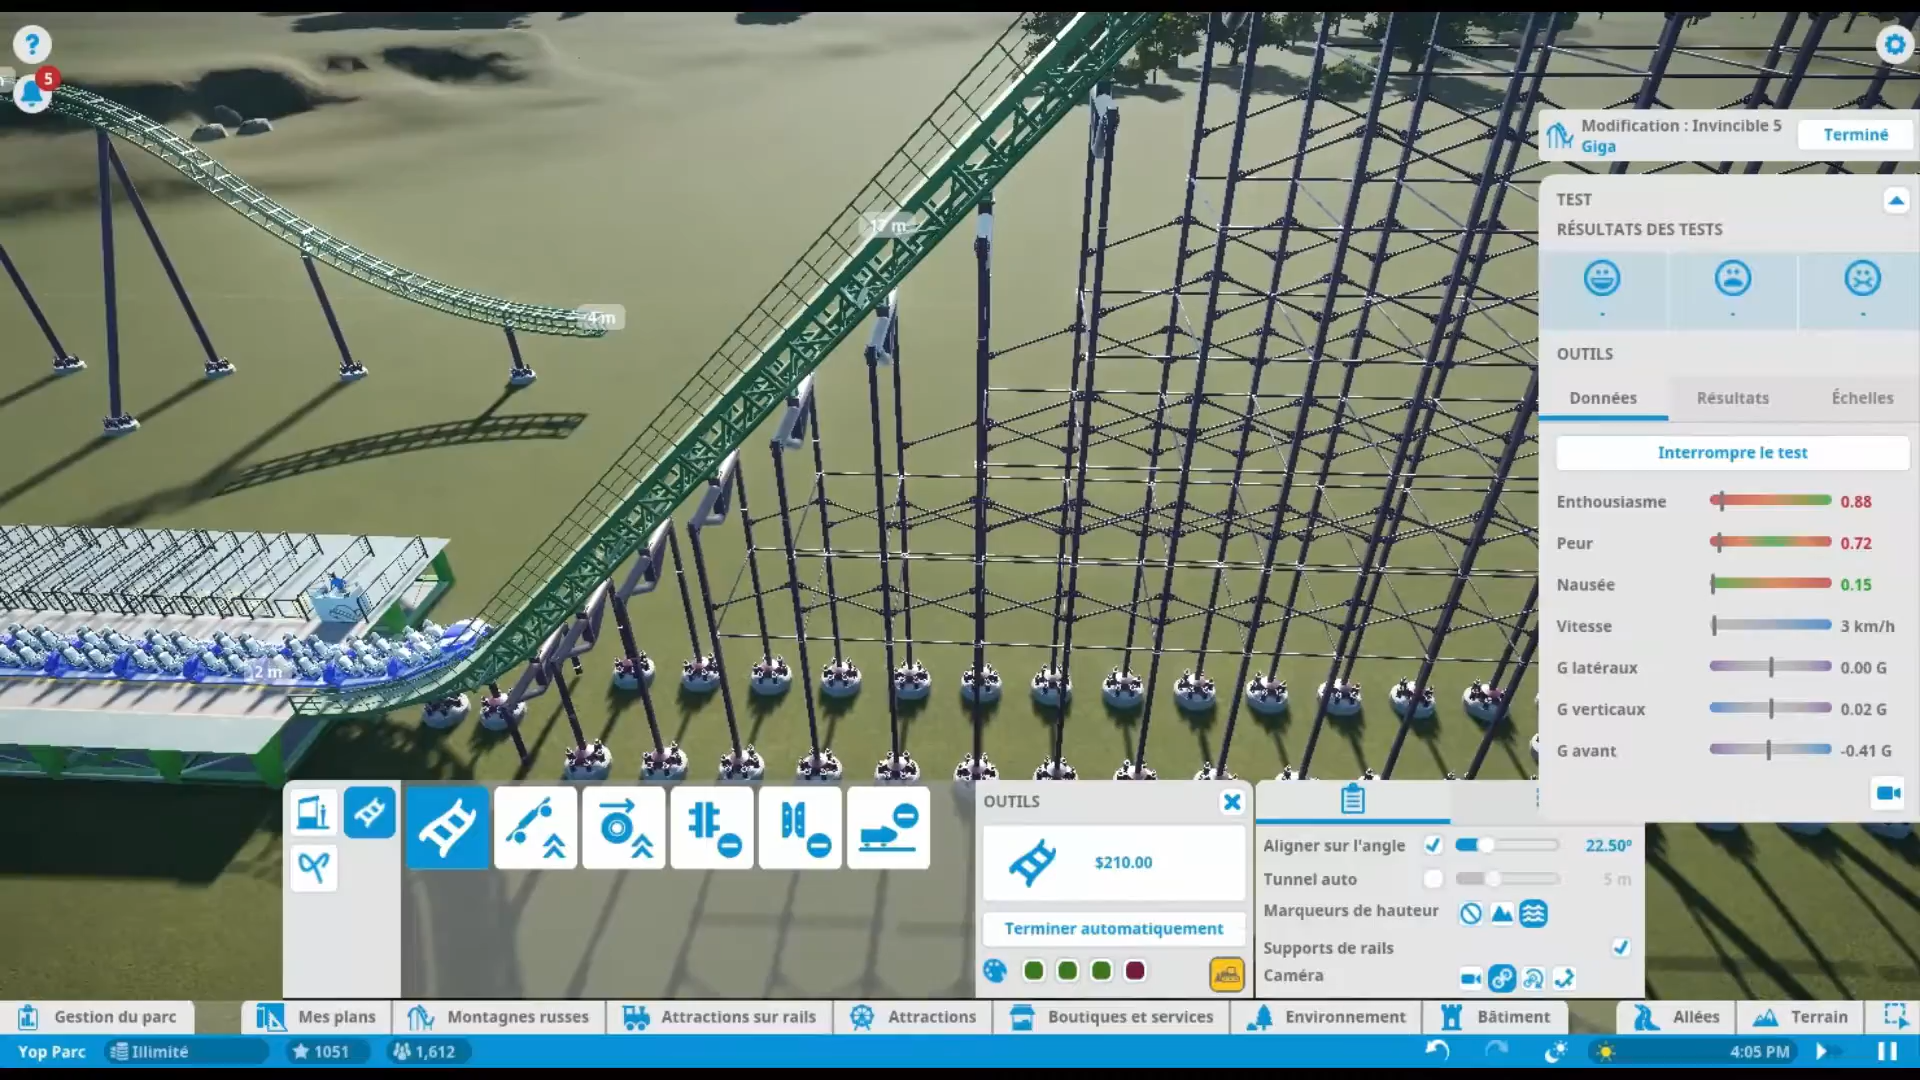 ?
5
17 m
4 m
2 m
Modification : Invincible 5
Giga
Terminé
TEST
RÉSULTATS DES TESTS
-
-
-
OUTILS
Données
Résultats
Échelles
Interrompre le test
Enthousiasme 0.88
Peur 0.72
Nausée 0.15
Vitesse 3 km/h
G latéraux 0.00 G
G verticaux 0.02 G
G avant -0.41 G
OUTILS
$210.00
Terminer automatiquement
Aligner sur l'angle 22.50°
Tunnel auto 5 m
Marqueurs de hauteur
Supports de rails
Caméra
Gestion du parc
Mes plans
Montagnes russes
Attractions sur rails
Attractions
Boutiques et services
Environnement
Bâtiment
Allées
Terrain
Yop Parc
Illimité
1051
1,612
4:05 PM